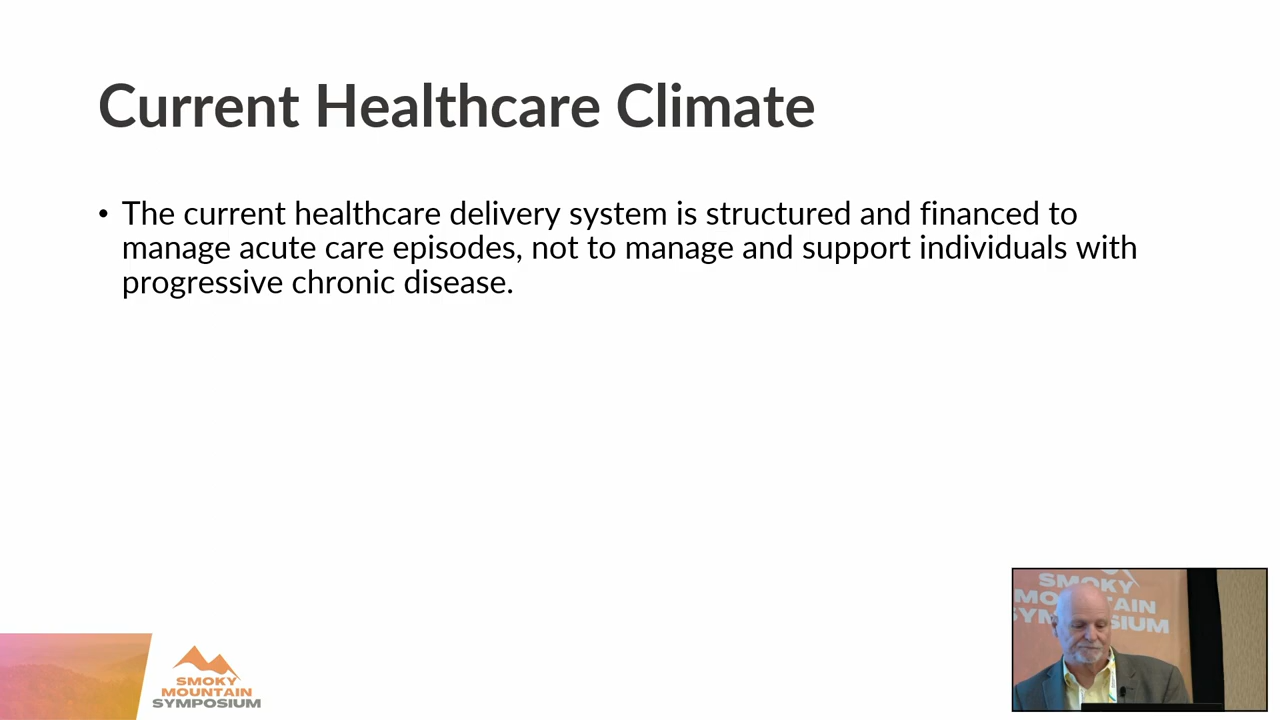 Current Healthcare Climate
• The current healthcare delivery system is structured and financed to
manage acute care episodes, not to manage and support individuals with
progressive chronic disease.
SMOKY
MOUNTAIN
SYMPOSIUM
SMOKY
MOUNTAIN
SYMPOSIUM